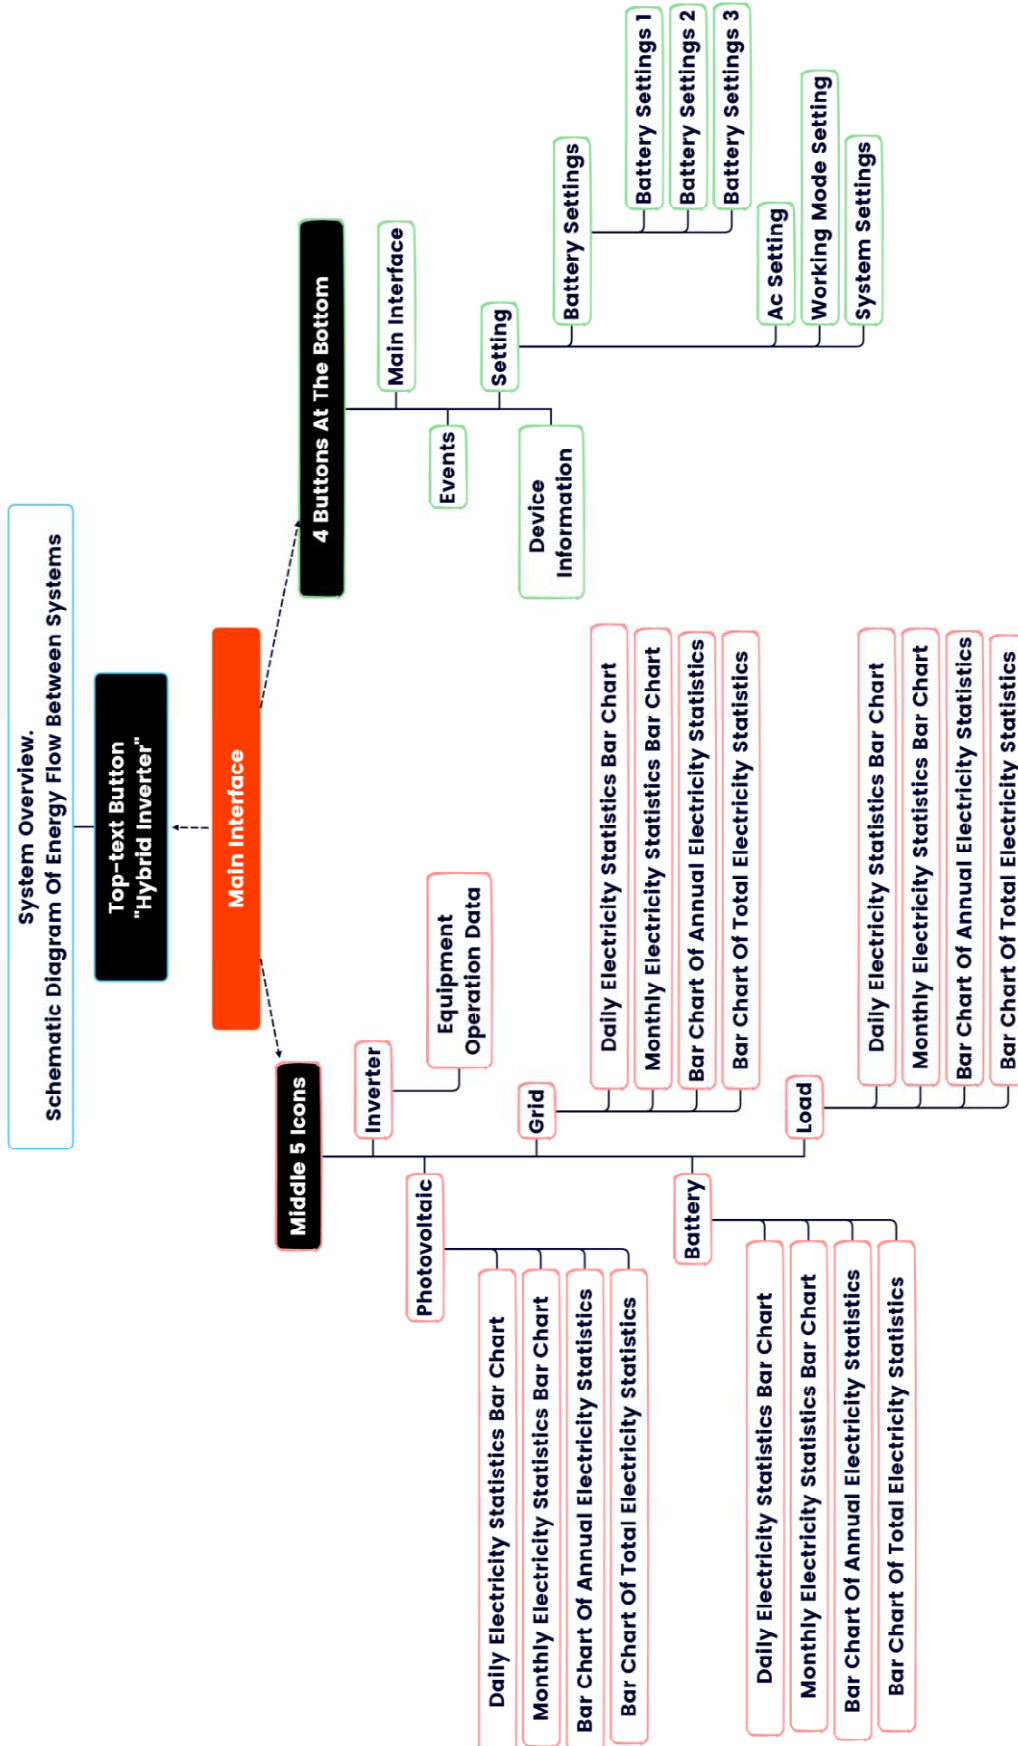 System Overview.
Schematic Diagram Of Energy Flow Between Systems
Top-text Button
"Hybrid Inverter"
Main Interface
Middle 5 Icons
Inverter
Equipment
Operation Data
Photovoltaic
Daily Electricity Statistics Bar Chart
Monthly Electricity Statistics Bar Chart
Bar Chart Of Annual Electricity Statistics
Bar Chart Of Total Electricity Statistics
Grid
Daily Electricity Statistics Bar Chart
Monthly Electricity Statistics Bar Chart
Bar Chart Of Annual Electricity Statistics
Bar Chart Of Total Electricity Statistics
Battery
Daily Electricity Statistics Bar Chart
Monthly Electricity Statistics Bar Chart
Bar Chart Of Annual Electricity Statistics
Bar Chart Of Total Electricity Statistics
Load
Daily Electricity Statistics Bar Chart
Monthly Electricity Statistics Bar Chart
Bar Chart Of Annual Electricity Statistics
Bar Chart Of Total Electricity Statistics
4 Buttons At The Bottom
Main Interface
Events
Setting
Battery Settings
Battery Settings 1
Battery Settings 2
Battery Settings 3
Ac Setting
Working Mode Setting
System Settings
Device
Information